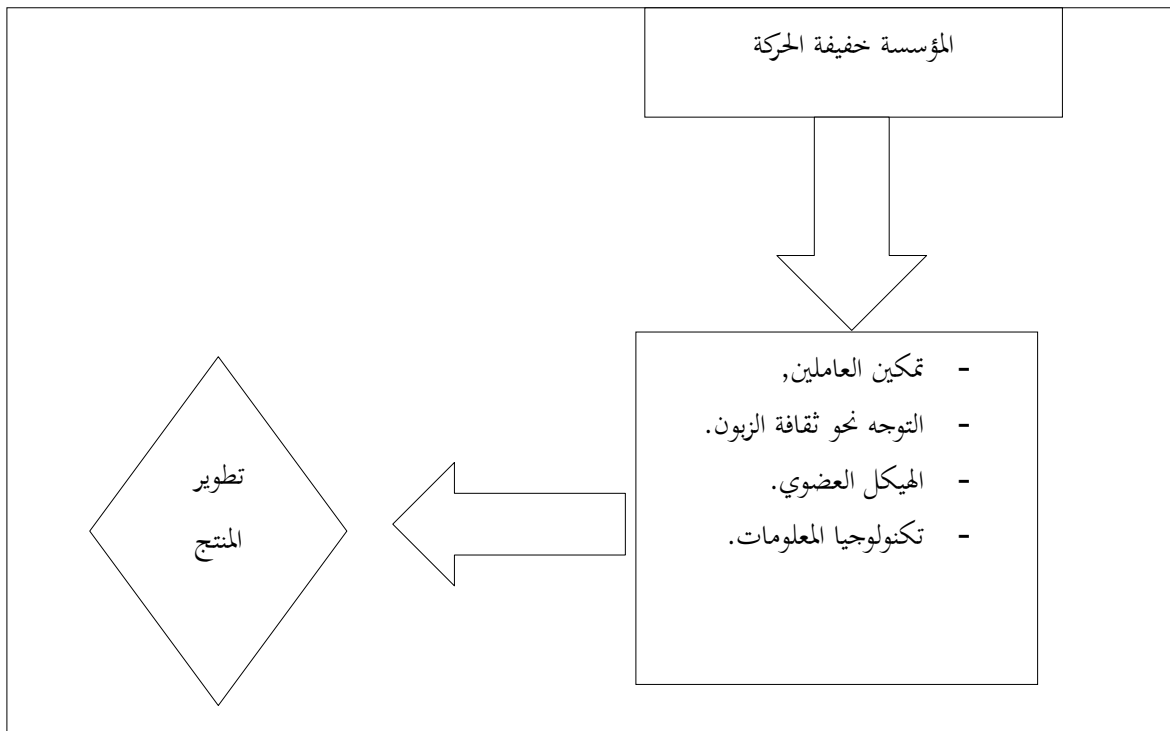 المؤسسة خفيفة الحركة
- تمكين العاملين,
- التوجه نحو ثقافة الزبون.
- الهيكل العضوي.
- تكنولوجيا المعلومات.
تطوير
المنتج